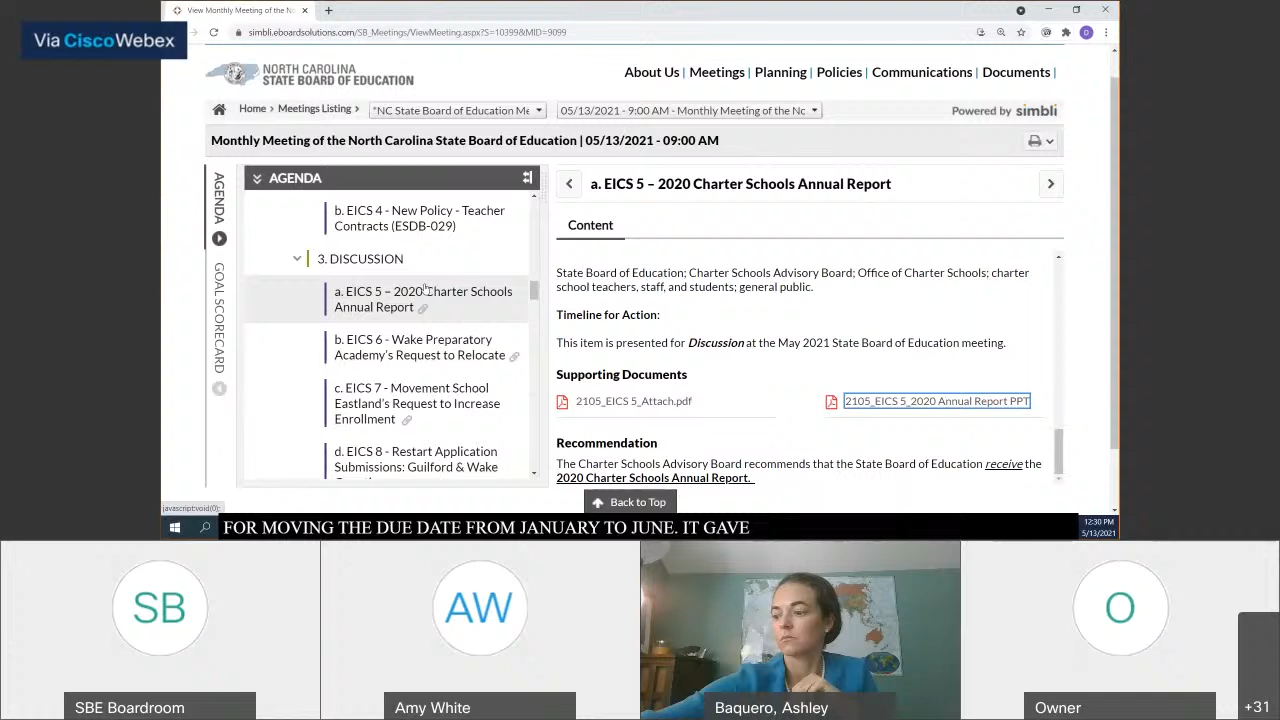 View Monthly Meeting of the No
Via CiscoWebex
simbli.eboardsolutions.com/SB_Meetings/ViewMeeting.aspx?S=10399&MID=9099
D
NORTH CAROLINA
STATE BOARD OF EDUCATION
About Us | Meetings | Planning | Policies | Communications | Documents |
Home > Meetings Listing >
*NC State Board of Education Me
05/13/2021 - 9:00 AM - Monthly Meeting of the Nc
Powered by simbli
Monthly Meeting of the North Carolina State Board of Education | 05/13/2021 - 09:00 AM
AGENDA
GOAL SCORECARD
AGENDA
b. EICS 4 - New Policy - Teacher
Contracts (ESDB-029)
3. DISCUSSION
a. EICS 5 – 2020 Charter Schools
Annual Report
b. EICS 6 - Wake Preparatory
Academy's Request to Relocate
c. EICS 7 - Movement School
Eastland's Request to Increase
Enrollment
d. EICS 8 - Restart Application
Submissions: Guilford & Wake
a. EICS 5 – 2020 Charter Schools Annual Report
Content
State Board of Education; Charter Schools Advisory Board; Office of Charter Schools; charter
school teachers, staff, and students; general public.
Timeline for Action:
This item is presented for Discussion at the May 2021 State Board of Education meeting.
Supporting Documents
2105_EICS 5_Attach.pdf
2105_EICS 5_2020 Annual Report PPT
Recommendation
The Charter Schools Advisory Board recommends that the State Board of Education receive the
2020 Charter Schools Annual Report.
Back to Top
javascript:void(0);
FOR MOVING THE DUE DATE FROM JANUARY TO JUNE. IT GAVE
12:30 PM
5/13/2021
SB
AW
O
SBE Boardroom
Amy White
Baquero, Ashley
Owner
+31